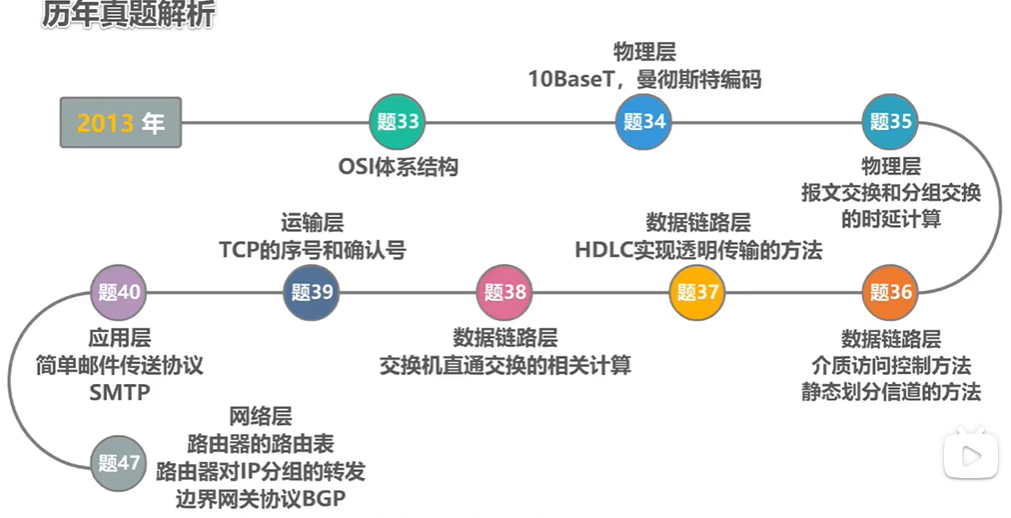 历年真题解析
2013 年
题33
OSI体系结构
物理层
10BaseT，曼彻斯特编码
题34
题35
物理层
报文交换和分组交换
的时延计算
题36
数据链路层
介质访问控制方法
静态划分信道的方法
数据链路层
HDLC实现透明传输的方法
题37
题38
数据链路层
交换机直通交换的相关计算
运输层
TCP的序号和确认号
题39
题40
应用层
简单邮件传送协议
SMTP
题47
网络层
路由器的路由表
路由器对IP分组的转发
边界网关协议BGP